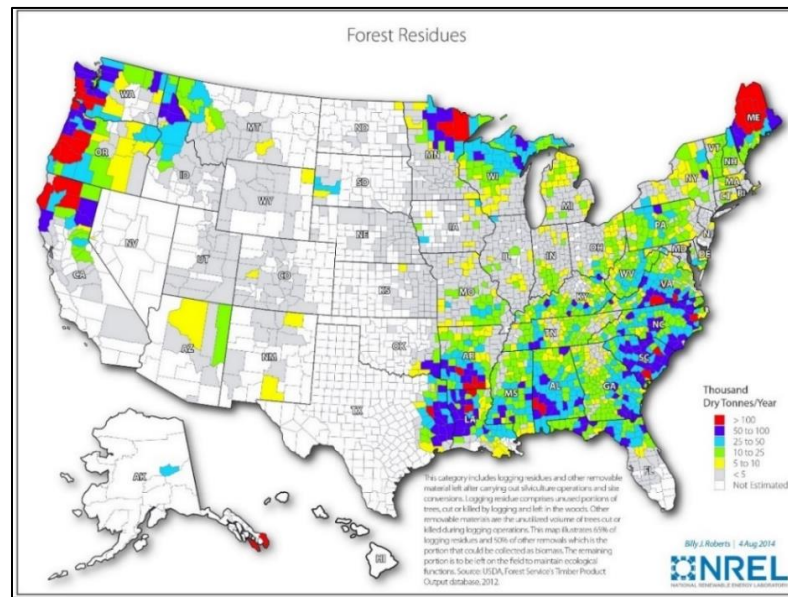 Forest Residues
WA
MT
ND
ME
OR
MN
VT
NH
ID
SD
WI
NY
MA
CT
RI
WY
MI
IA
PA
NJ
NE
OH
MD
DE
NV
IL
IN
UT
CO
WV
CA
KS
MO
KY
VA
TN
NC
AZ
NM
OK
AR
SC
MS
AL
GA
TX
LA
FL
AK
HI
Thousand
Dry Tonnes/Year
> 100
50 to 100
25 to 50
10 to 25
5 to 10
< 5
Not Estimated
This category includes logging residues and other removable
material left after carrying out silviculture operations and site
conversions. Logging residue comprises unused portions of
trees, cut or killed by logging and left in the woods. Other
removable materials are the unutilized volume of trees cut or
killed during logging operations. This map illustrates 65% of
logging residues and 50% of other removals which is the
portion that could be collected as biomass. The remaining
portion is to be left on the field to maintain ecological
functions. Source: USDA, Forest Service's Timber Product
Output database, 2012.
Billy J. Roberts | 4 Aug 2014
NREL
NATIONAL RENEWABLE ENERGY LABORATORY